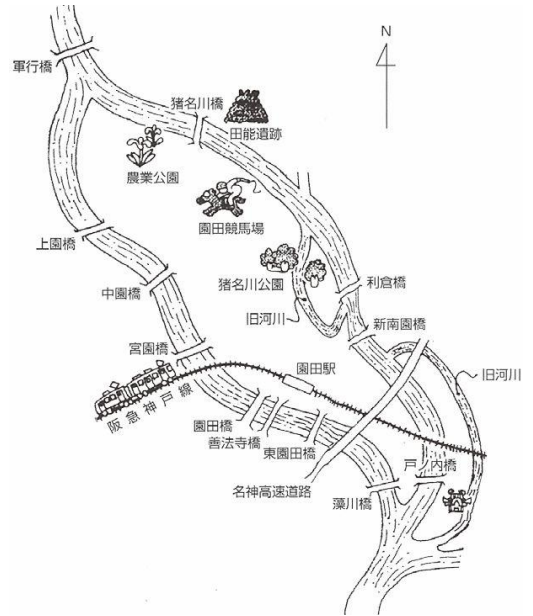 N
軍行橋
猪名川橋
田能遺跡
農業公園
園田競馬場
上園橋
猪名川公園
中園橋
利倉橋
旧河川
新南園橋
宮園橋
園田駅
旧河川
阪急神戸線
園田橋
善法寺橋
東園田橋
戸ノ内橋
名神高速道路
藻川橋